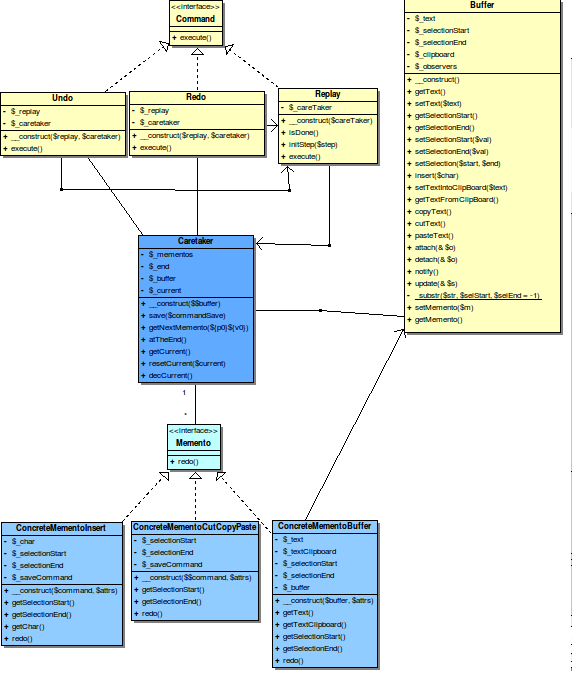 <<interface>>
Command
+ execute()
Undo
- $_replay
- $_caretaker
+ __construct($replay, $caretaker)
+ execute()
Redo
- $_replay
- $_caretaker
+ __construct($replay, $caretaker)
+ execute()
Replay
- $_careTaker
+ __construct($careTaker)
+ isDone()
+ initStep($step)
+ execute()
Buffer
- $_text
- $_selectionStart
- $_selectionEnd
- $_clipboard
- $_observers
+ __construct()
+ getText()
+ setText($text)
+ getSelectionStart()
+ getSelectionEnd()
+ setSelectionStart($val)
+ setSelectionEnd($val)
+ setSelection($start, $end)
+ insert($char)
+ setTextIntoClipBoard($text)
+ getTextFromClipBoard()
+ copyText()
+ cutText()
+ pasteText()
+ attach(& $o)
+ detach(& $o)
+ notify()
+ update(& $s)
- substr($str, $selStart, $selEnd = -1)
+ setMemento($m)
+ getMemento()
Caretaker
- $_mementos
- $_end
- $_buffer
- $_current
+ __construct($$buffer)
+ save($commandSave)
+ getNextMemento(${p0}${v0})
+ atTheEnd()
+ getCurrent()
+ resetCurrent($current)
+ decCurrent()
1
*
<<interface>>
Memento
+ redo()
ConcreteMementoInsert
- $_char
- $_selectionStart
- $_selectionEnd
- $_saveCommand
+ __construct($command, $attrs)
+ getSelectionStart()
+ getSelectionEnd()
+ getChar()
+ redo()
ConcreteMementoCutCopyPaste
- $_selectionStart
- $_selectionEnd
- $_saveCommand
+ __construct($$command, $attrs)
+ getSelectionStart()
+ getSelectionEnd()
+ redo()
ConcreteMementoBuffer
- $_text
- $_textClipboard
- $_selectionStart
- $_selectionEnd
- $_buffer
+ __construct($buffer, $attrs)
+ getText()
+ getTextClipboard()
+ getSelectionStart()
+ getSelectionEnd()
+ redo()